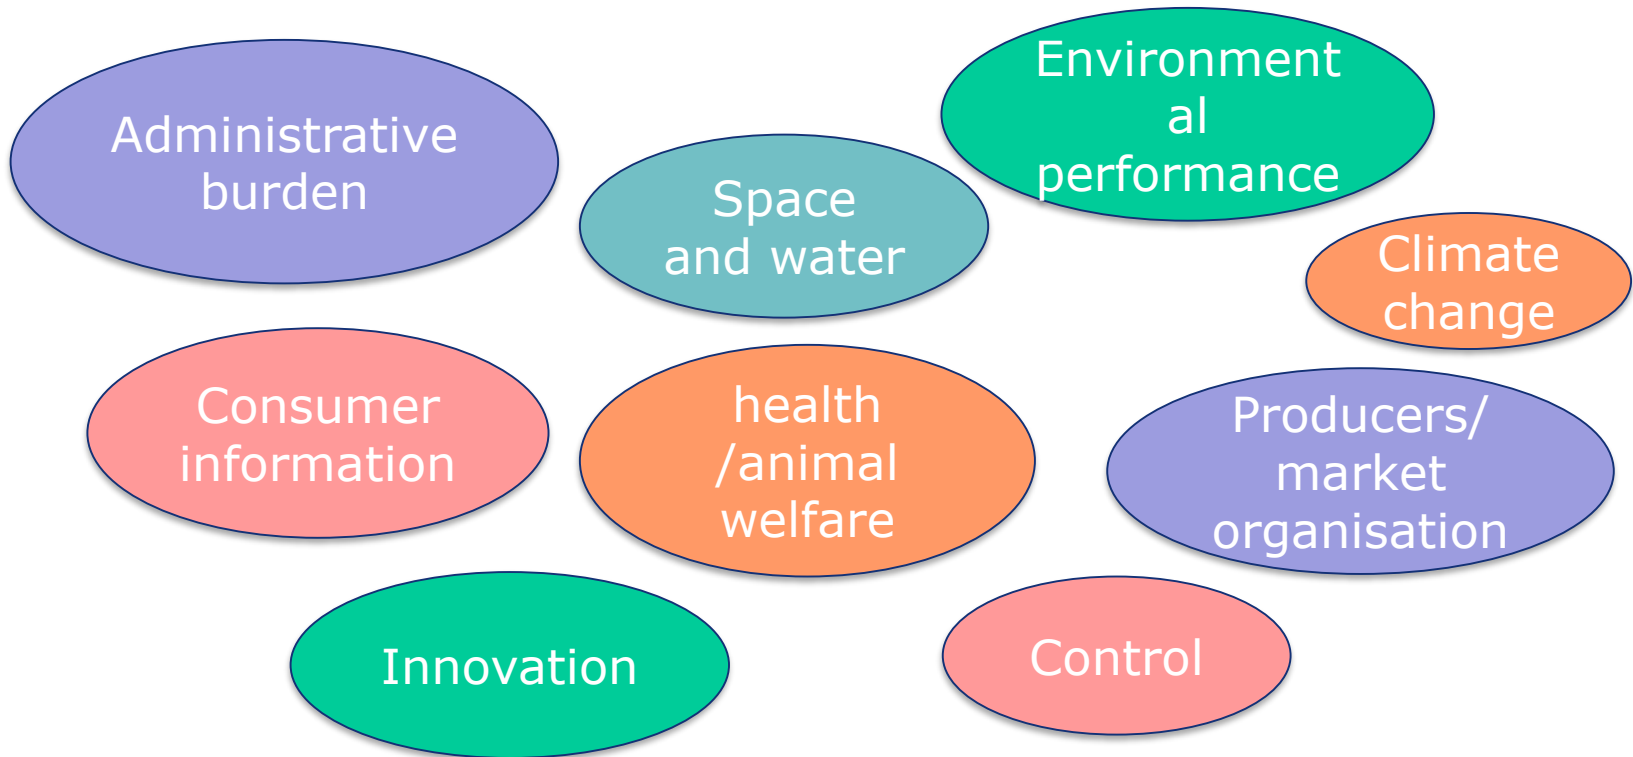 Administrative
burden
Space
and water
Environment
al
performance
Climate
change
Consumer
information
health
/animal
welfare
Producers/
market
organisation
Innovation
Control